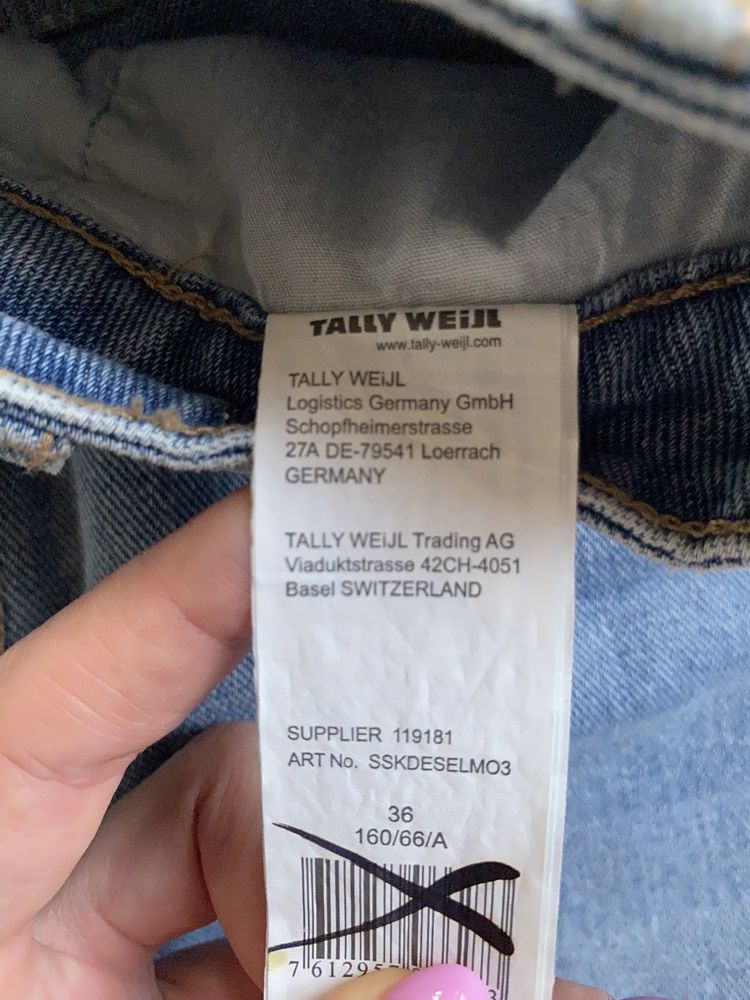 TALLY WEiJL
www.tally-weijl.com
TALLY WEiJL
Logistics Germany GmbH
Schopfheimerstrasse
27A DE-79541 Loerrach
GERMANY
TALLY WEiJL Trading AG
Viaduktstrasse 42CH-4051
Basel SWITZERLAND
SUPPLIER 119181
ART No. SSKDESELMO3
36
160/66/A